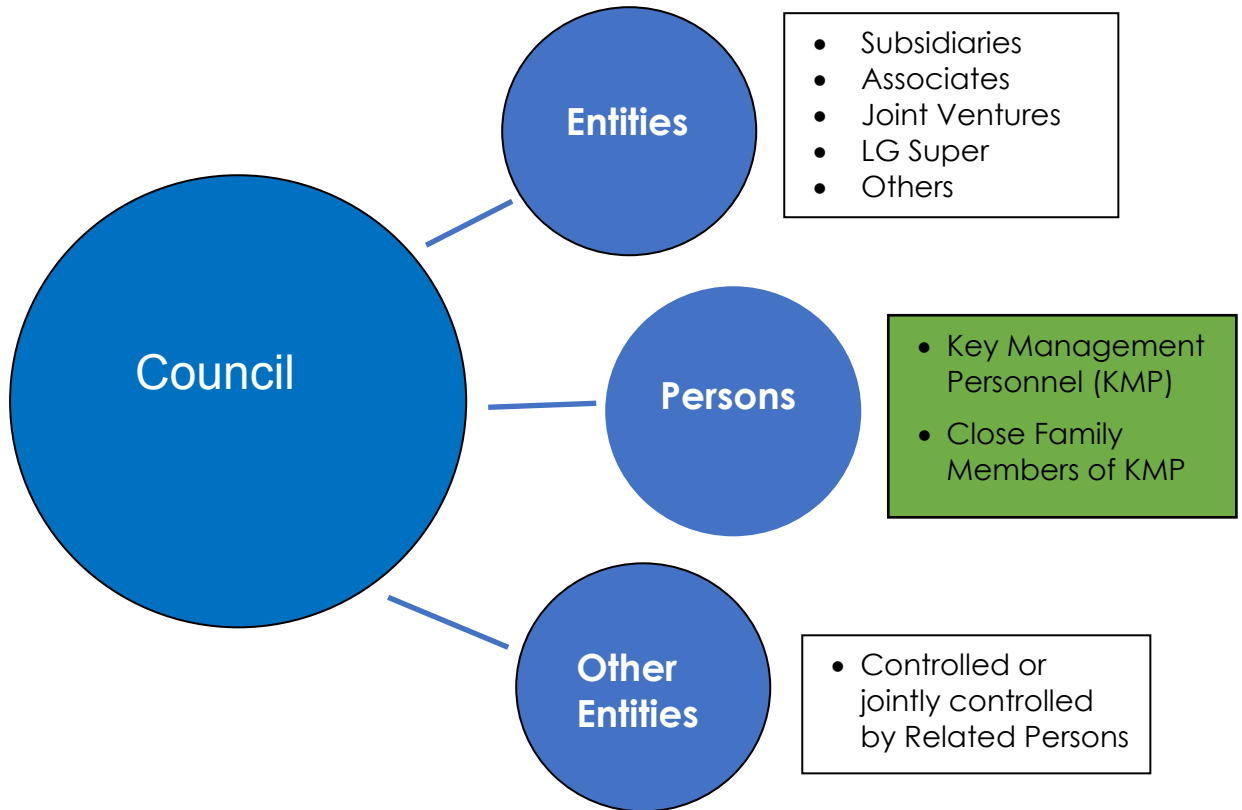 Entities
• Subsidiaries
• Associates
• Joint Ventures
• LG Super
• Others
Council
Persons
• Key Management
Personnel (KMP)
• Close Family
Members of KMP
Other
Entities
• Controlled or
jointly controlled
by Related Persons